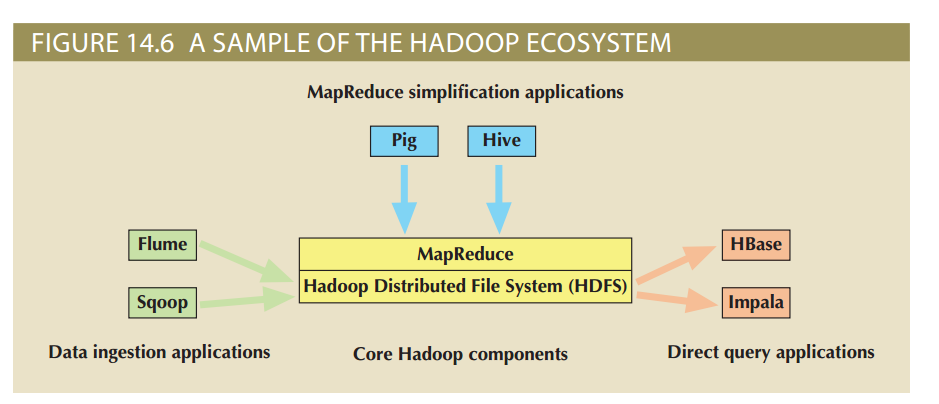 FIGURE 14.6 A SAMPLE OF THE HADOOP ECOSYSTEM
MapReduce simplification applications
Pig
Hive
Flume
Sqoop
MapReduce
Hadoop Distributed File System (HDFS)
HBase
Impala
Data ingestion applications
Core Hadoop components
Direct query applications